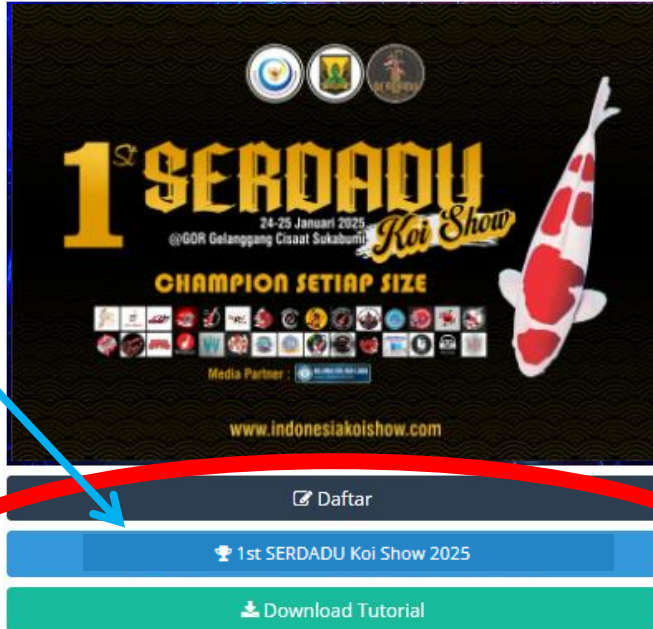 1St SERDADU
24-25 Januari 2025
@GOR Gelanggang Cisaat Sukabumi
Koi Show
CHAMPION SETIAP SIZE
Media Partner :
www.indonesiakoishow.com
Daftar
1st SERDADU Koi Show 2025
Download Tutorial